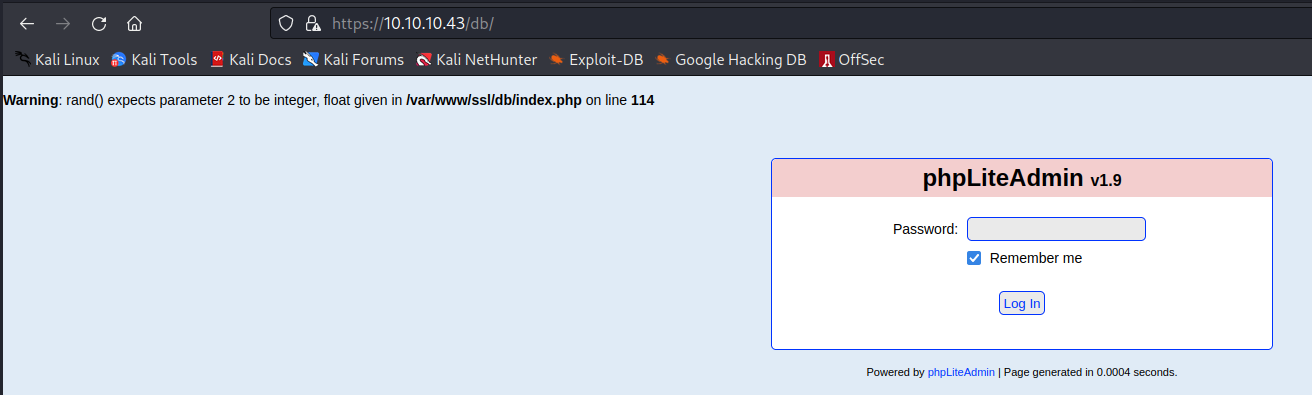 https://10.10.10.43/db/
Kali Linux Kali Tools Kali Docs Kali Forums Kali NetHunter Exploit-DB Google Hacking DB OffSec
Warning: rand() expects parameter 2 to be integer, float given in /var/www/ssl/db/index.php on line 114
phpLiteAdmin v1.9
Password:
Remember me
Log In
Powered by phpLiteAdmin | Page generated in 0.0004 seconds.